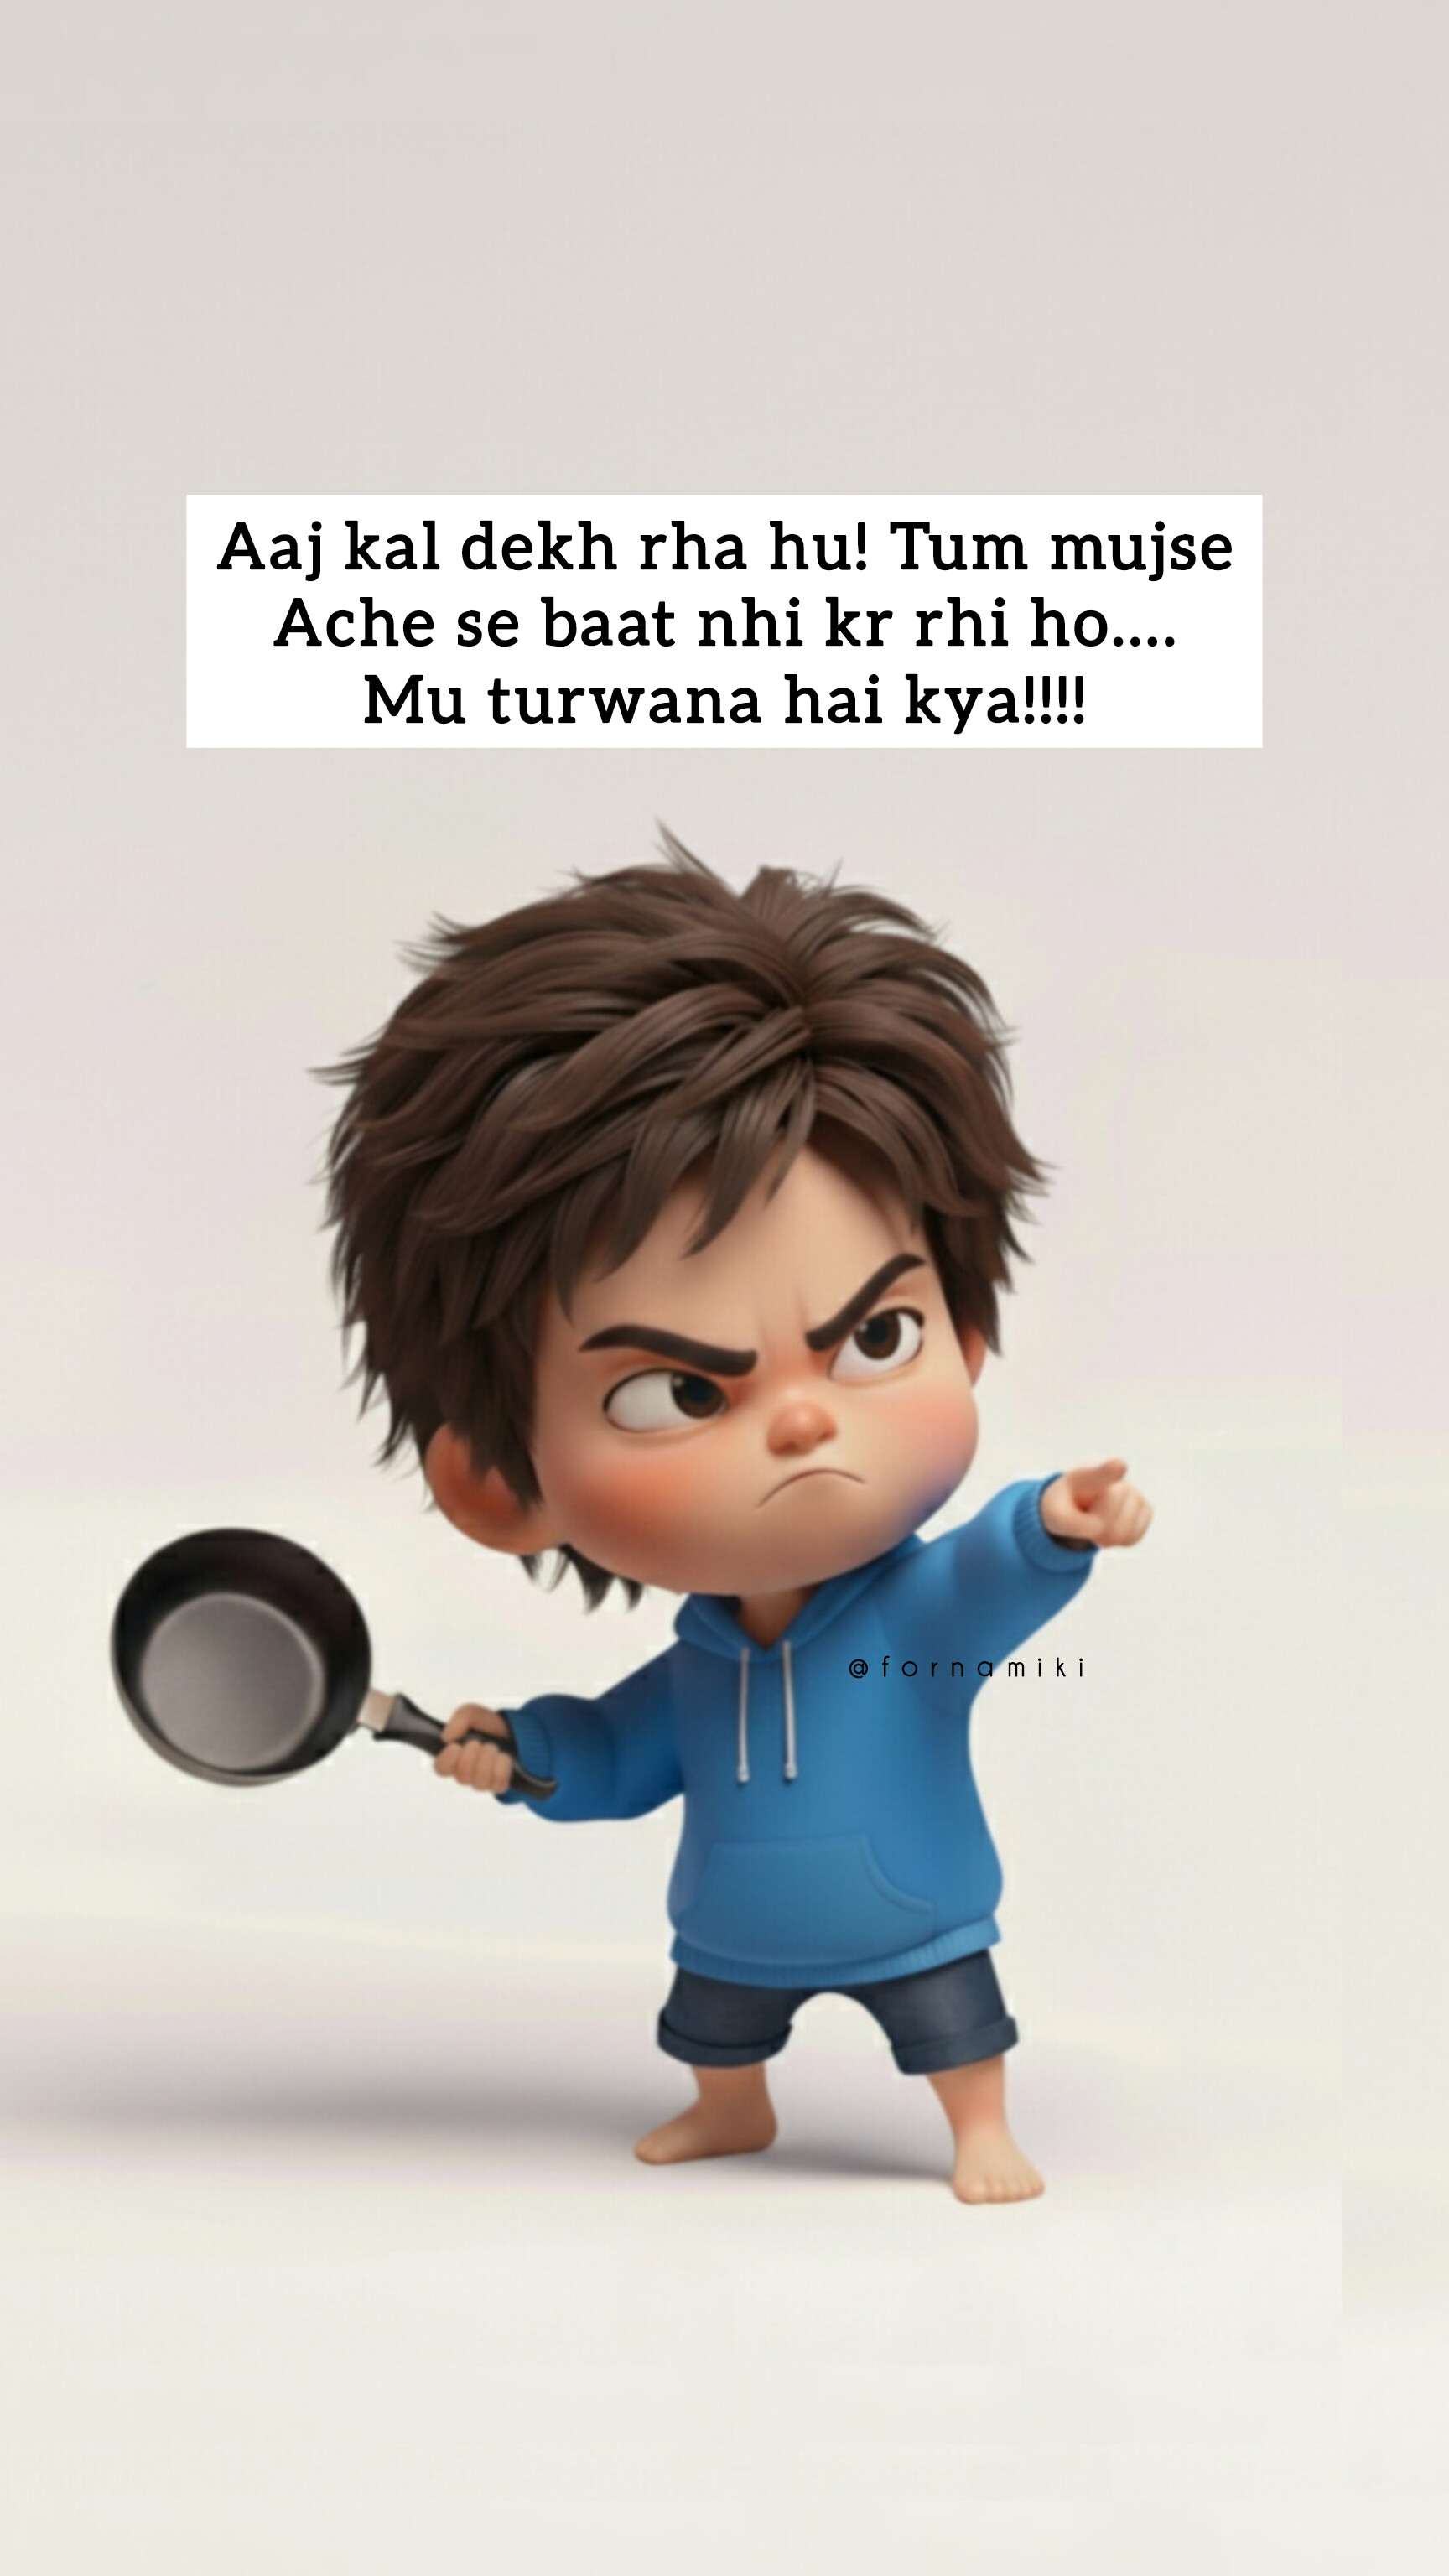 Aaj kal dekh rha hu! Tum mujse
Ache se baat nhi kr rhi ho....
Mu turwana hai kya!!!!
@fornamiki